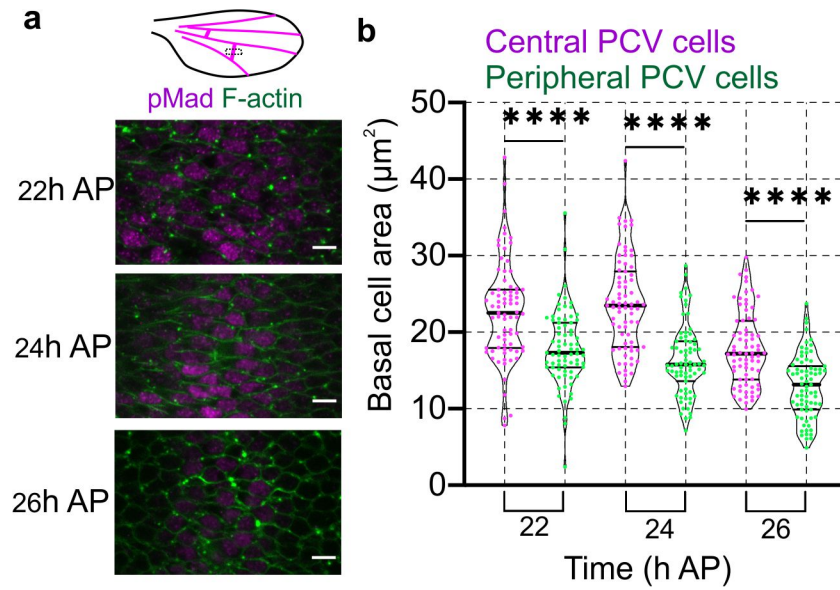 a
pMad F-actin
22h AP
24h AP
26h AP
b
Central PCV cells
Peripheral PCV cells
Basal cell area (μm²)
50
40
30
20
10
0
****
****
****
22
24
26
Time (h AP)